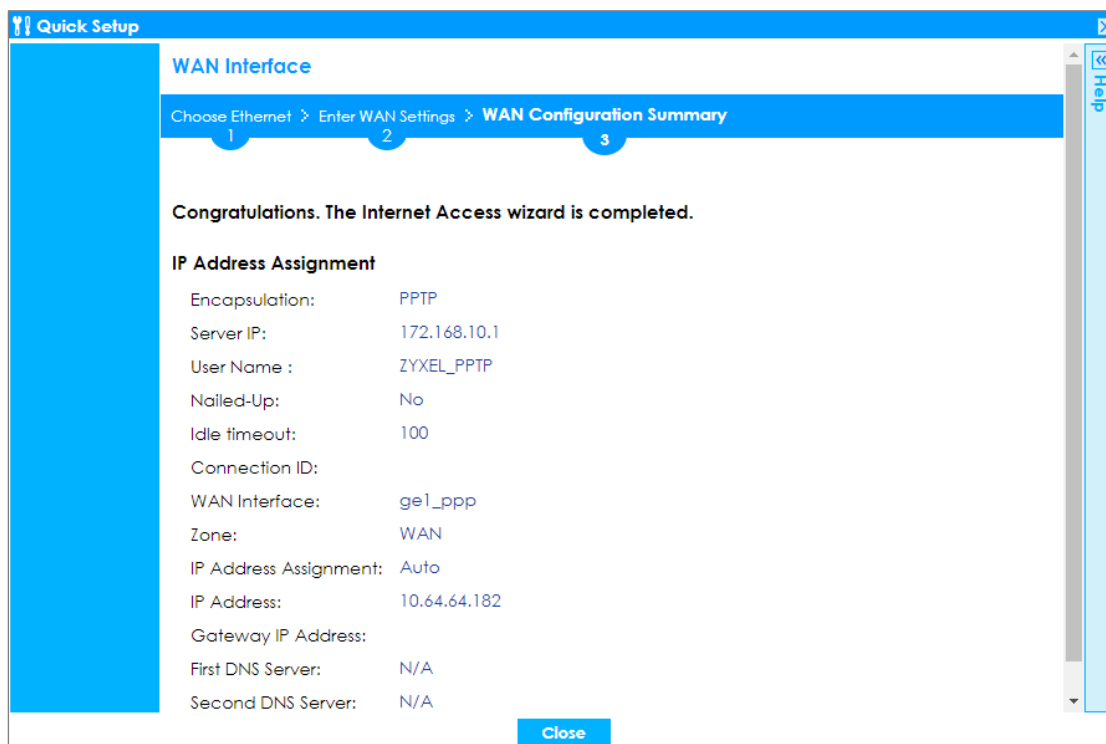 Quick Setup
Help
WAN Interface
Choose Ethernet > Enter WAN Settings > WAN Configuration Summary
1 2 3
Congratulations. The Internet Access wizard is completed.
IP Address Assignment
Encapsulation: PPTP
Server IP: 172.168.10.1
User Name : ZYXEL_PPTP
Nailed-Up: No
Idle timeout: 100
Connection ID:
WAN Interface: ge1_ppp
Zone: WAN
IP Address Assignment: Auto
IP Address: 10.64.64.182
Gateway IP Address:
First DNS Server: N/A
Second DNS Server: N/A
Close